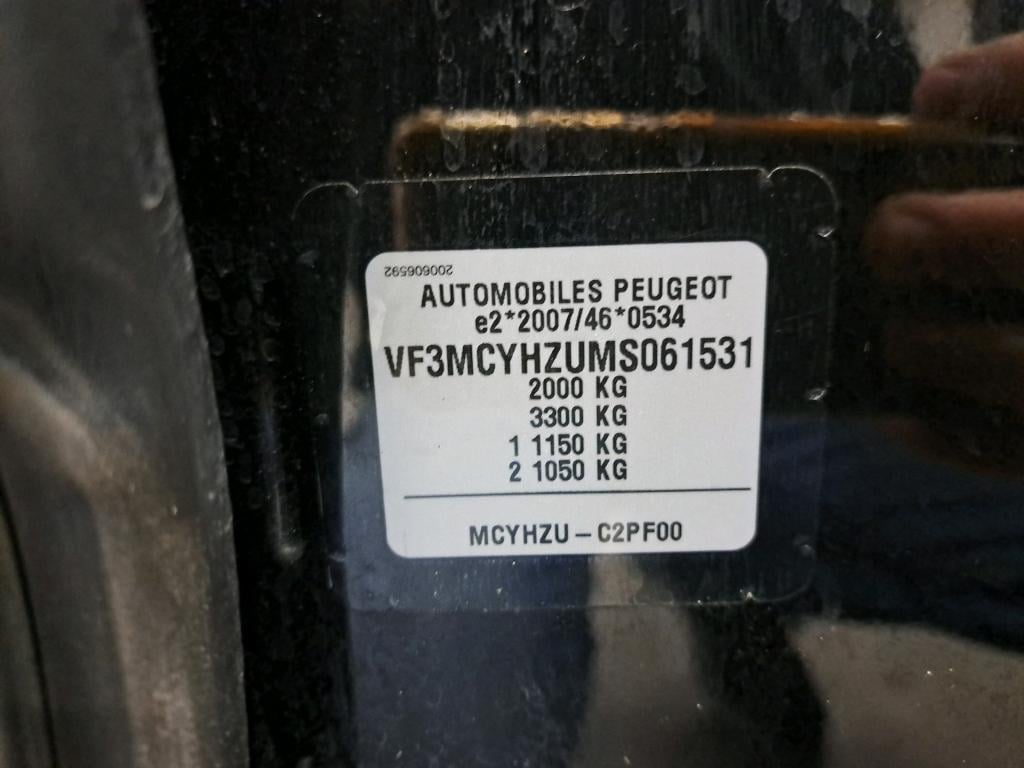 200606592
AUTOMOBILES PEUGEOT
e2*2007/46*0534
VF3MCYHZUMS061531
2000 KG
3300 KG
1 1150 KG
2 1050 KG
MCYHZU – C2PF00